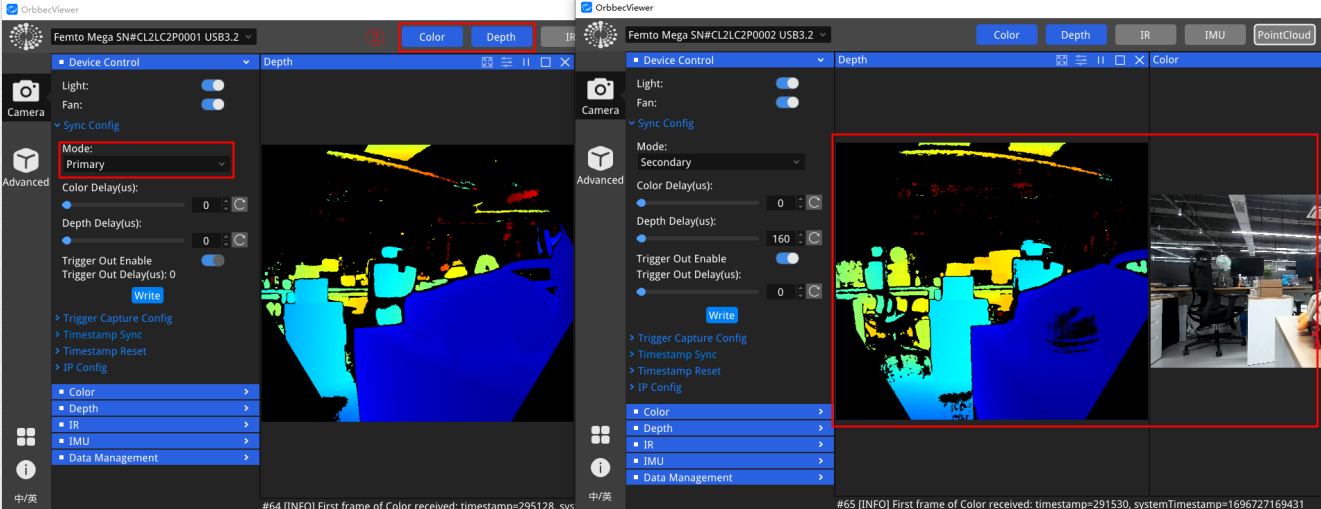 OrbbecViewer
Femto Mega SN#CL2LC2P0001 USB3.2
Color
Depth
IR
Camera
Advanced
中/英
Device Control
Light:
Fan:
Sync Config
Mode:
Primary
Color Delay(us):
0
Depth Delay(us):
0
Trigger Out Enable
Trigger Out Delay(us): 0
Write
Trigger Capture Config
Timestamp Sync
Timestamp Reset
IP Config
Color
Depth
IR
IMU
Data Management
Depth
#64 [INFO] First frame of Color received: timestamp=295128, sys
OrbbecViewer
Femto Mega SN#CL2LC2P0002 USB3.2
Color
Depth
IR
IMU
PointCloud
Camera
Advanced
中/英
Device Control
Light:
Fan:
Sync Config
Mode:
Secondary
Color Delay(us):
0
Depth Delay(us):
160
Trigger Out Enable
Trigger Out Delay(us):
0
Write
Trigger Capture Config
Timestamp Sync
Timestamp Reset
IP Config
Color
Depth
IR
IMU
Data Management
Depth
Color
#65 [INFO] First frame of Color received: timestamp=291530, systemTimestamp=1696727169431